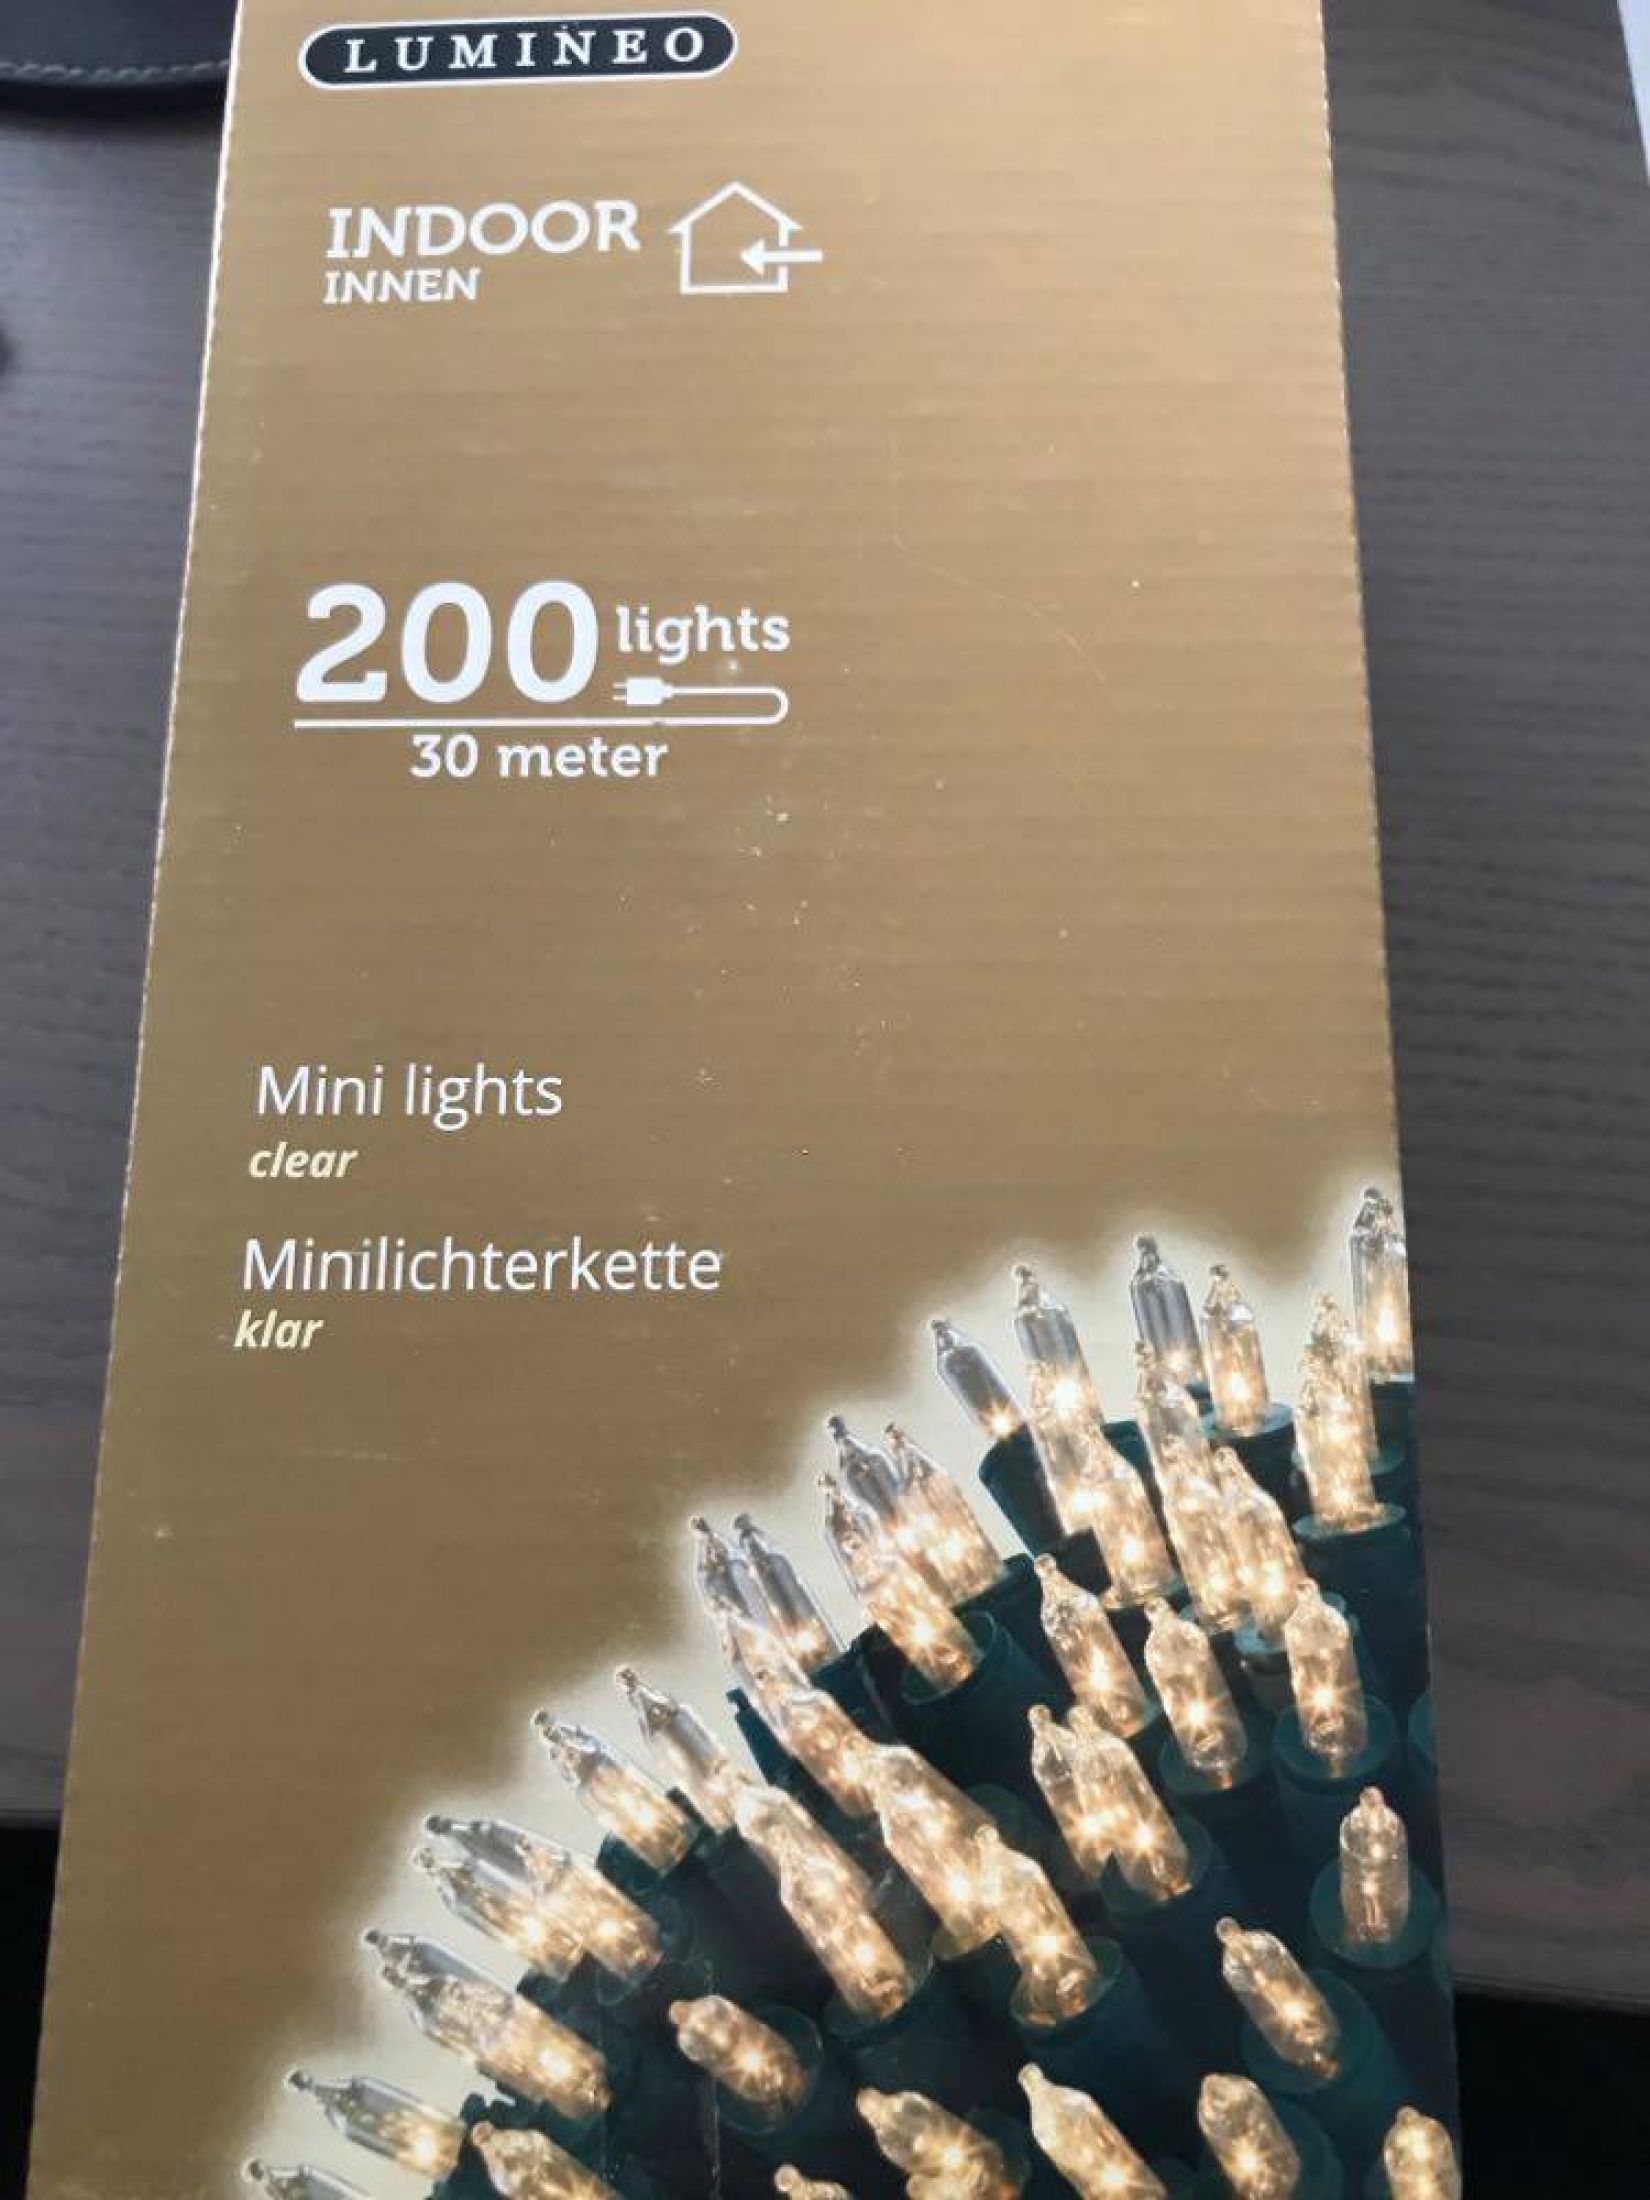 LUMINEO
INDOOR
INNEN
200 lights
30 meter
Mini lights
clear
Minilichterkette
klar